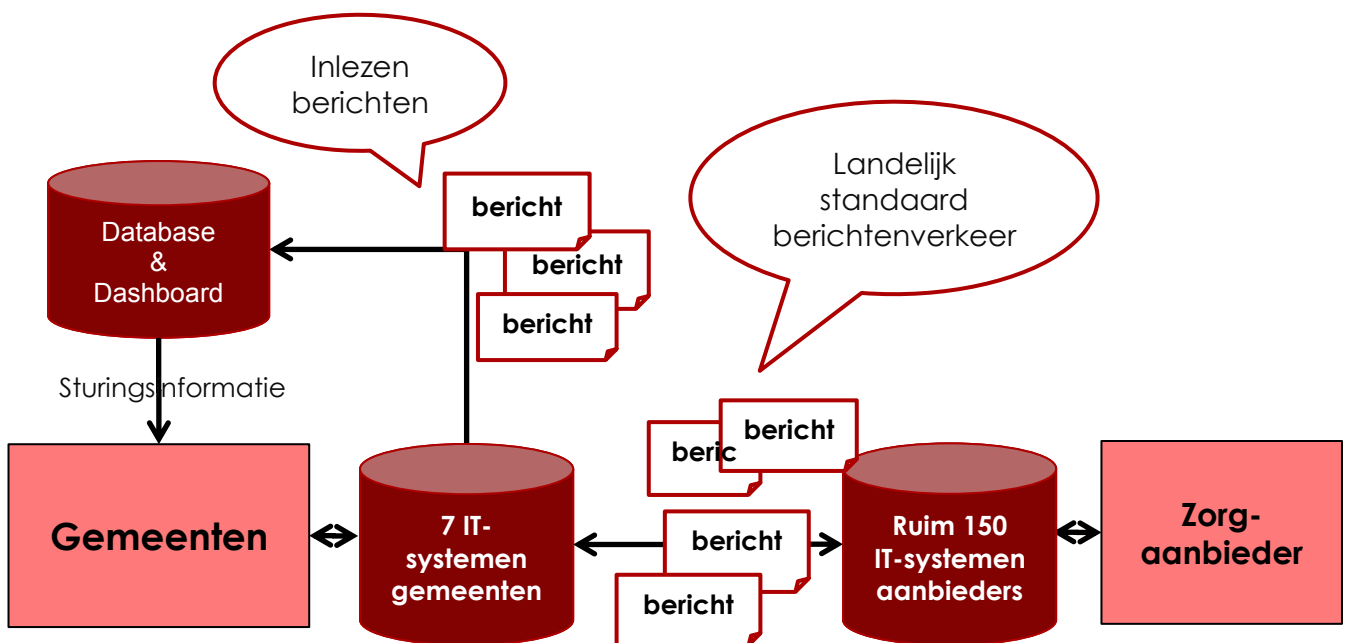 Inlezen
berichten
Landelijk
standaard
berichtenverkeer
bericht
bericht
bericht
Database
&
Dashboard
Sturingsinformatie
bericht
beric
Gemeenten
7 IT-
systemen
gemeenten
bericht
bericht
Ruim 150
IT-systemen
aanbieders
Zorg-
aanbieder